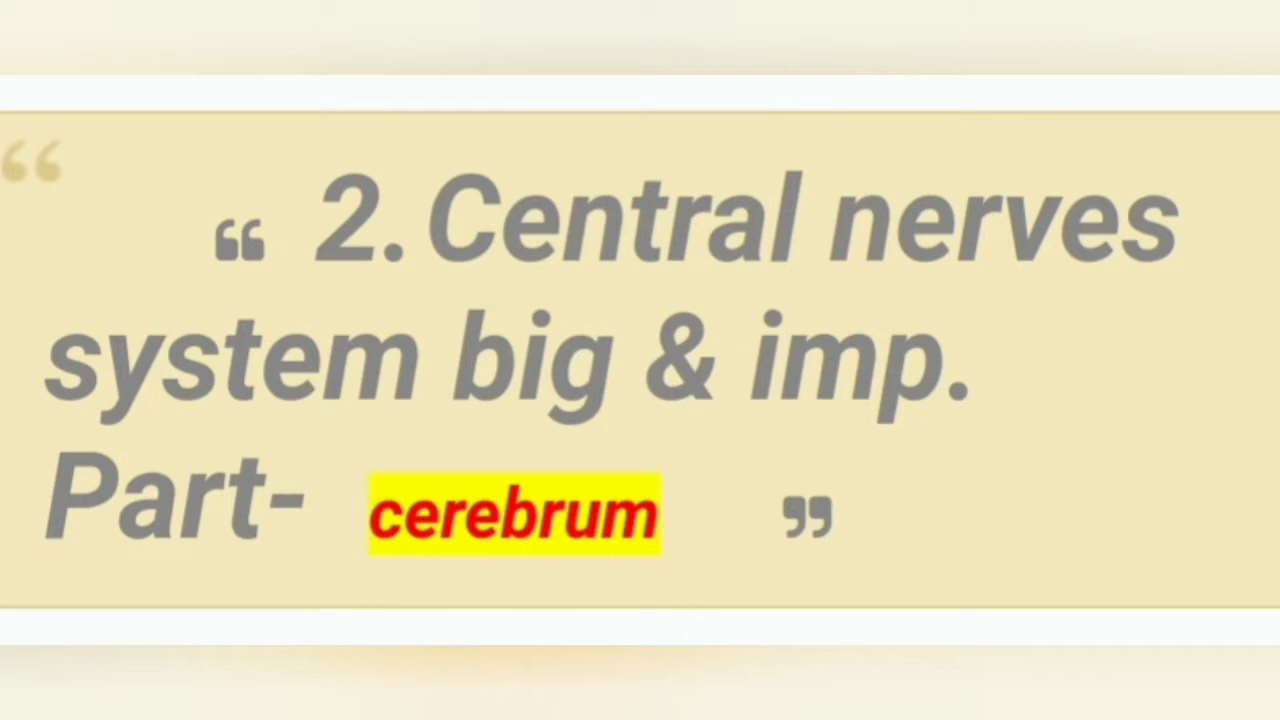 “ 2. Central nerves
system big & imp.
Part- cerebrum ”